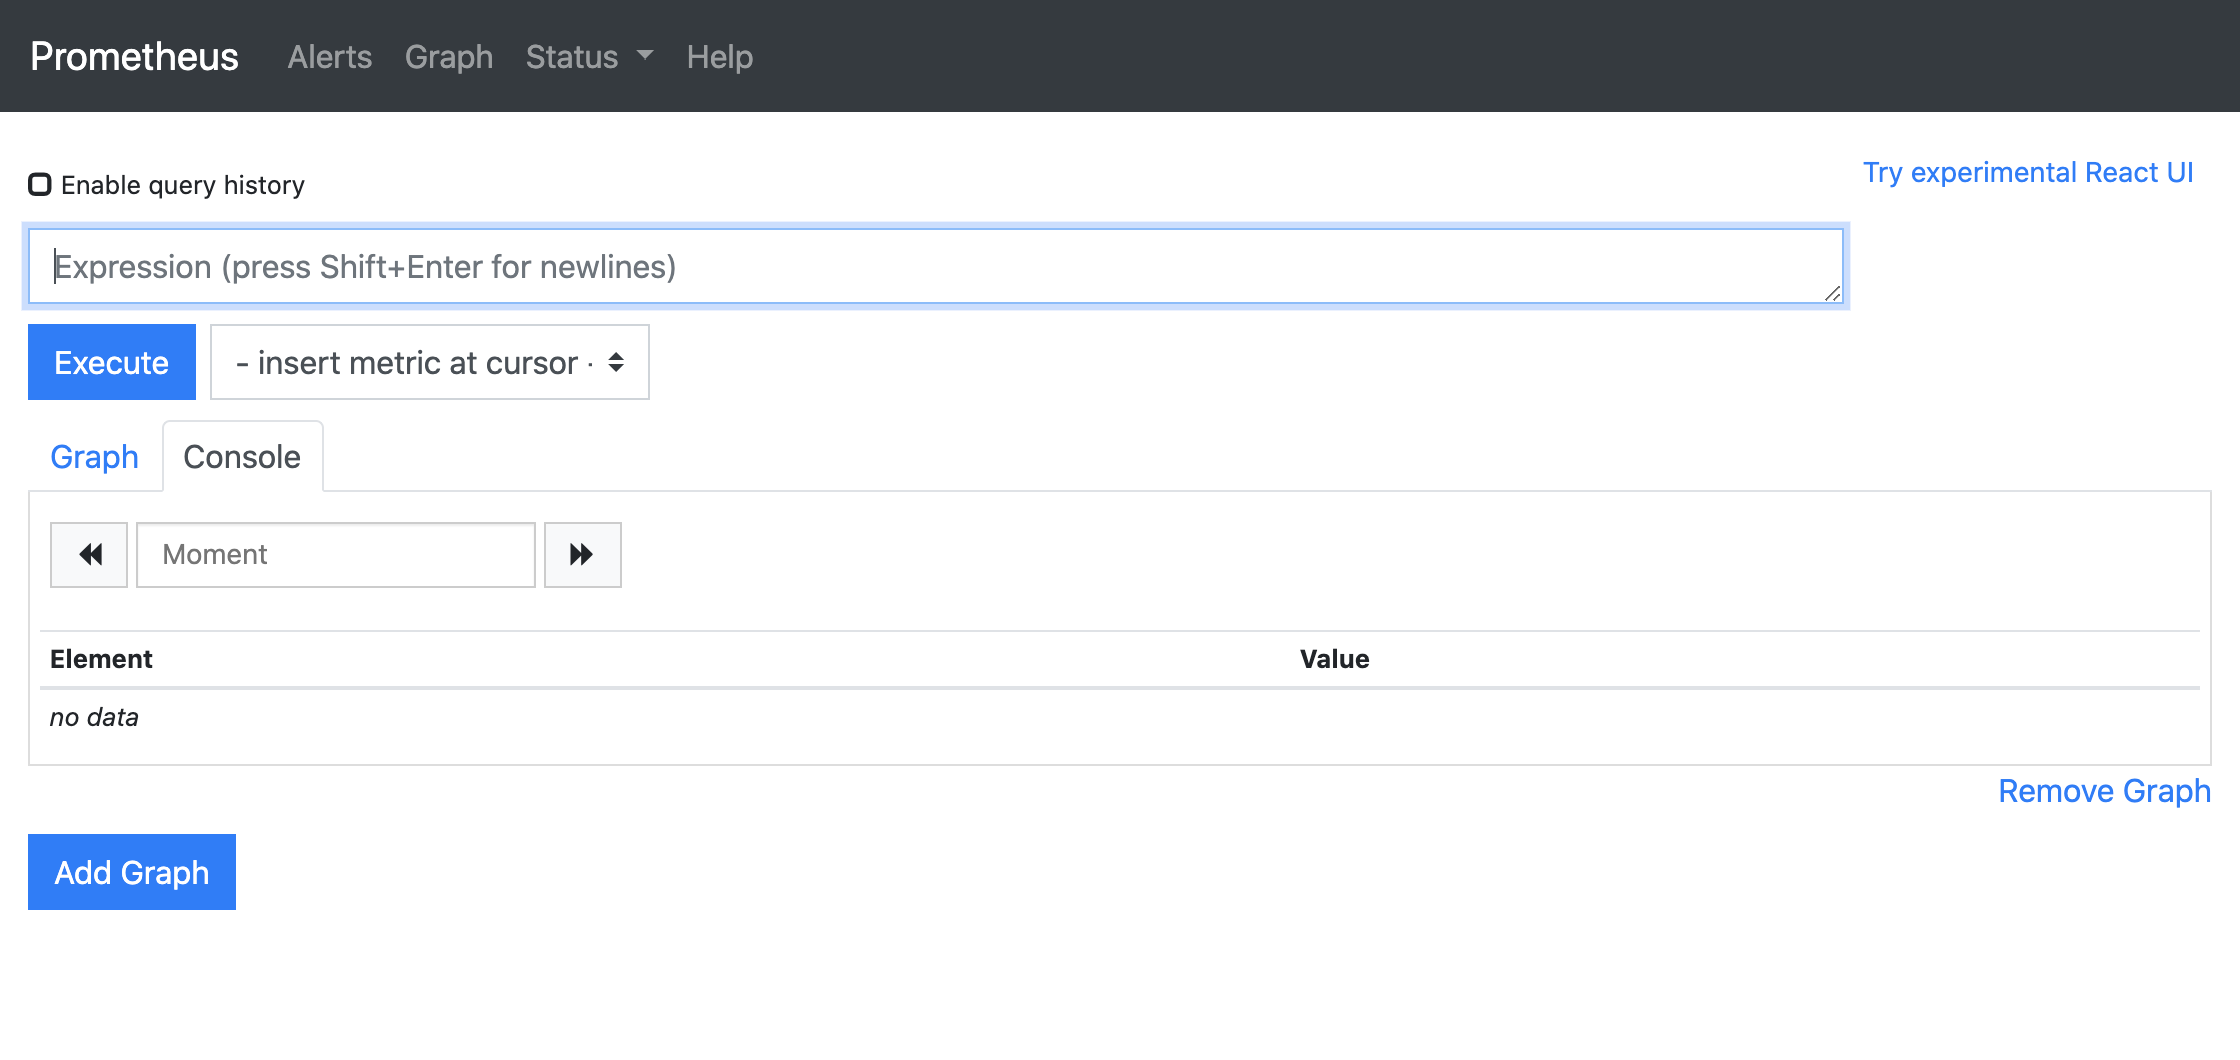 Prometheus Alerts Graph Status Help
Try experimental React UI
Enable query history
Expression (press Shift+Enter for newlines)
Execute - insert metric at cursor -
Graph Console
Moment
Element Value
no data
Remove Graph
Add Graph